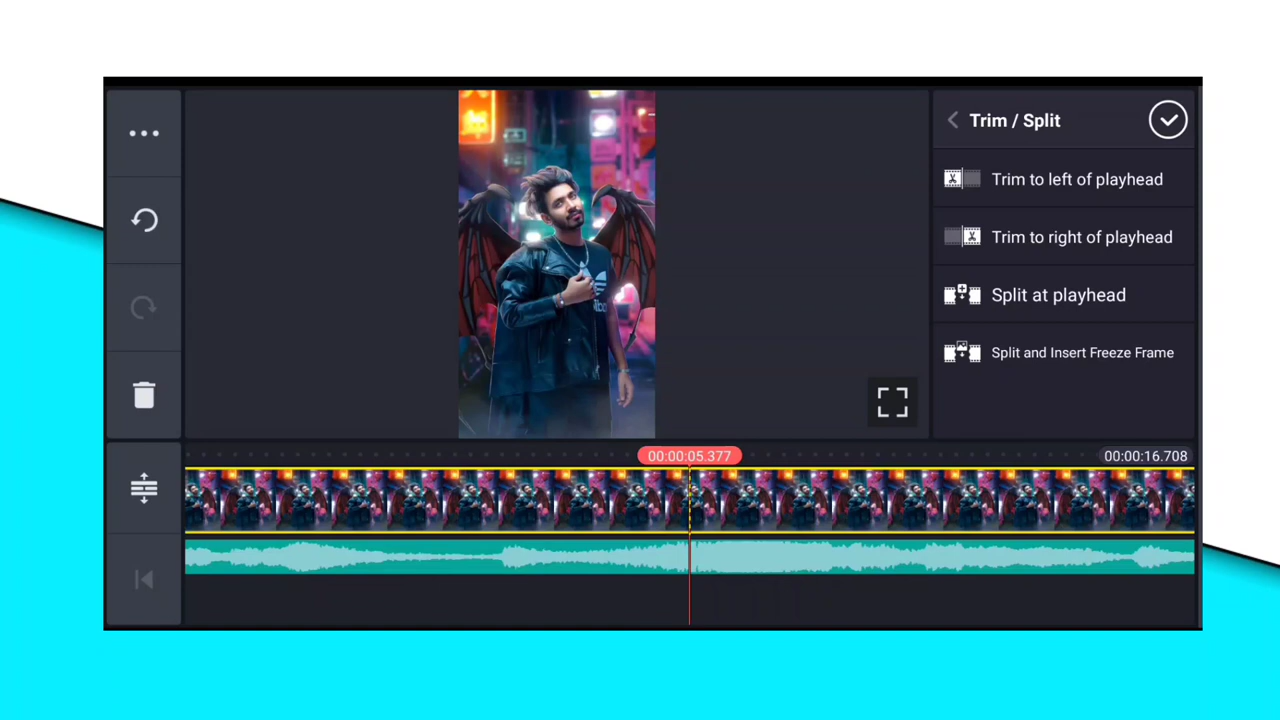 Trim / Split
Trim to left of playhead
Trim to right of playhead
Split at playhead
Split and Insert Freeze Frame
00:00:05.377
00:00:16.708